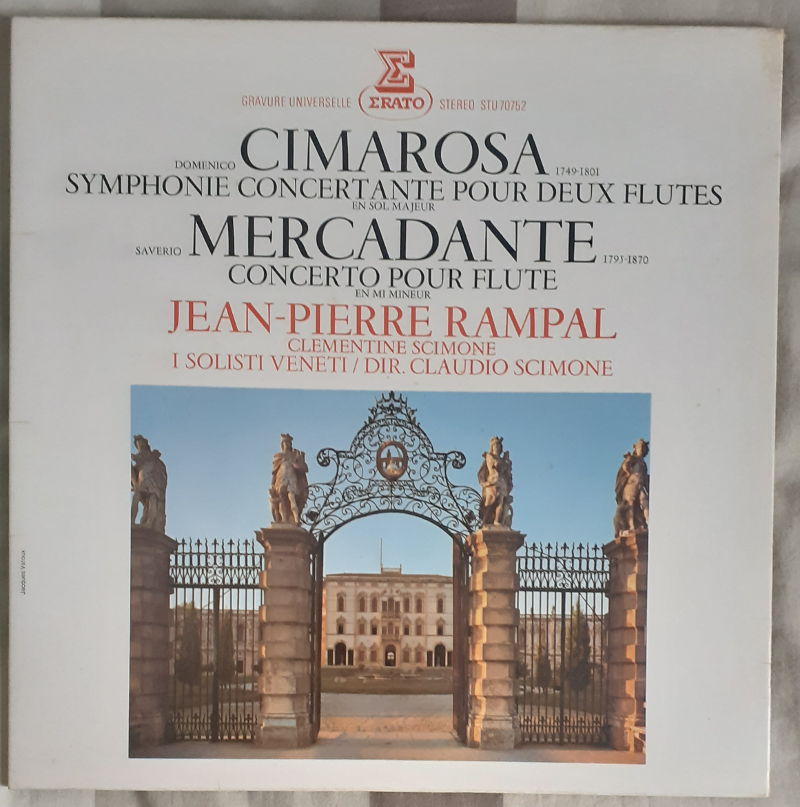 GRAVURE UNIVERSELLE ΣRATO STEREO STU 70752
DOMENICO CIMAROSA 1749-1801
SYMPHONIE CONCERTANTE POUR DEUX FLUTES
EN SOL MAJEUR
SAVERIO MERCADANTE 1795-1870
CONCERTO POUR FLUTE
EN MI MINEUR
JEAN-PIERRE RAMPAL
CLEMENTINE SCIMONE
I SOLISTI VENETI / DIR. CLAUDIO SCIMONE